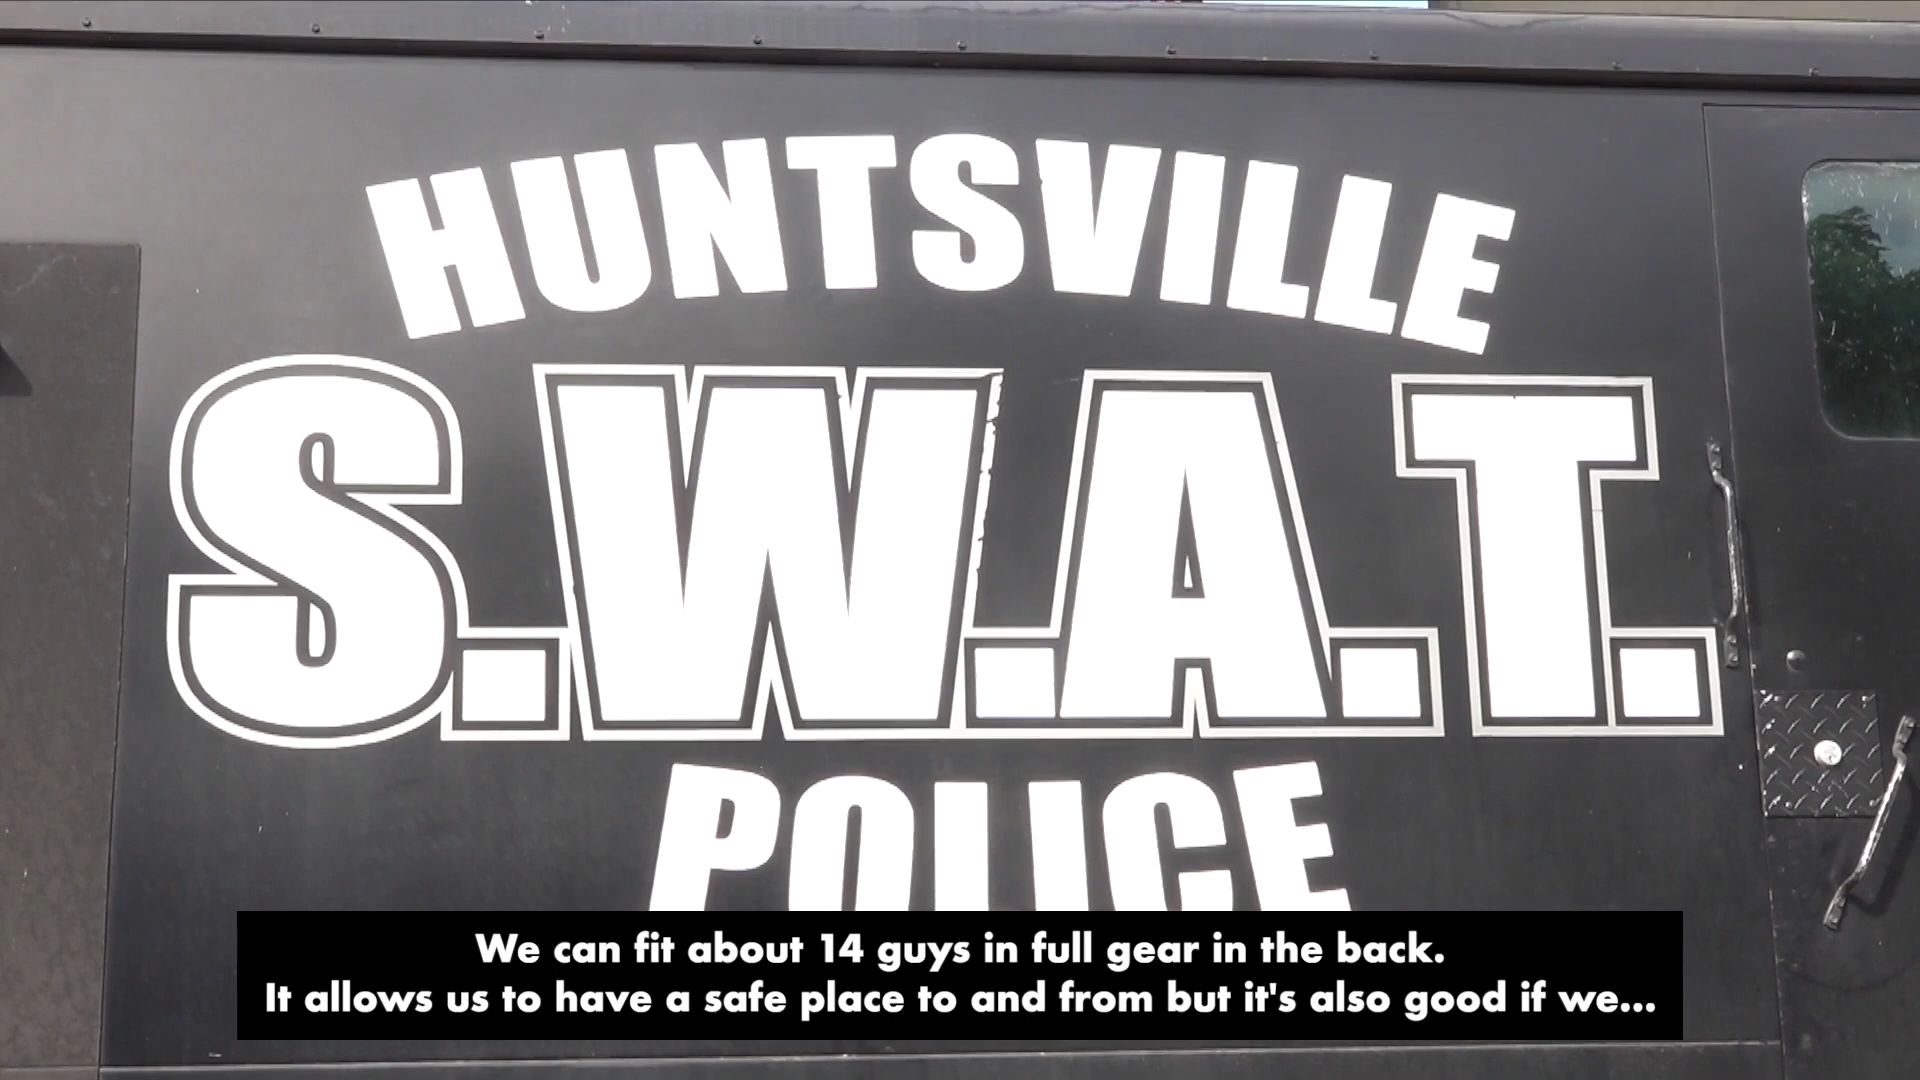 HUNTSVILLE
S.W.A.T.
POLICE
We can fit about 14 guys in full gear in the back.
It allows us to have a safe place to and from but it's also good if we...